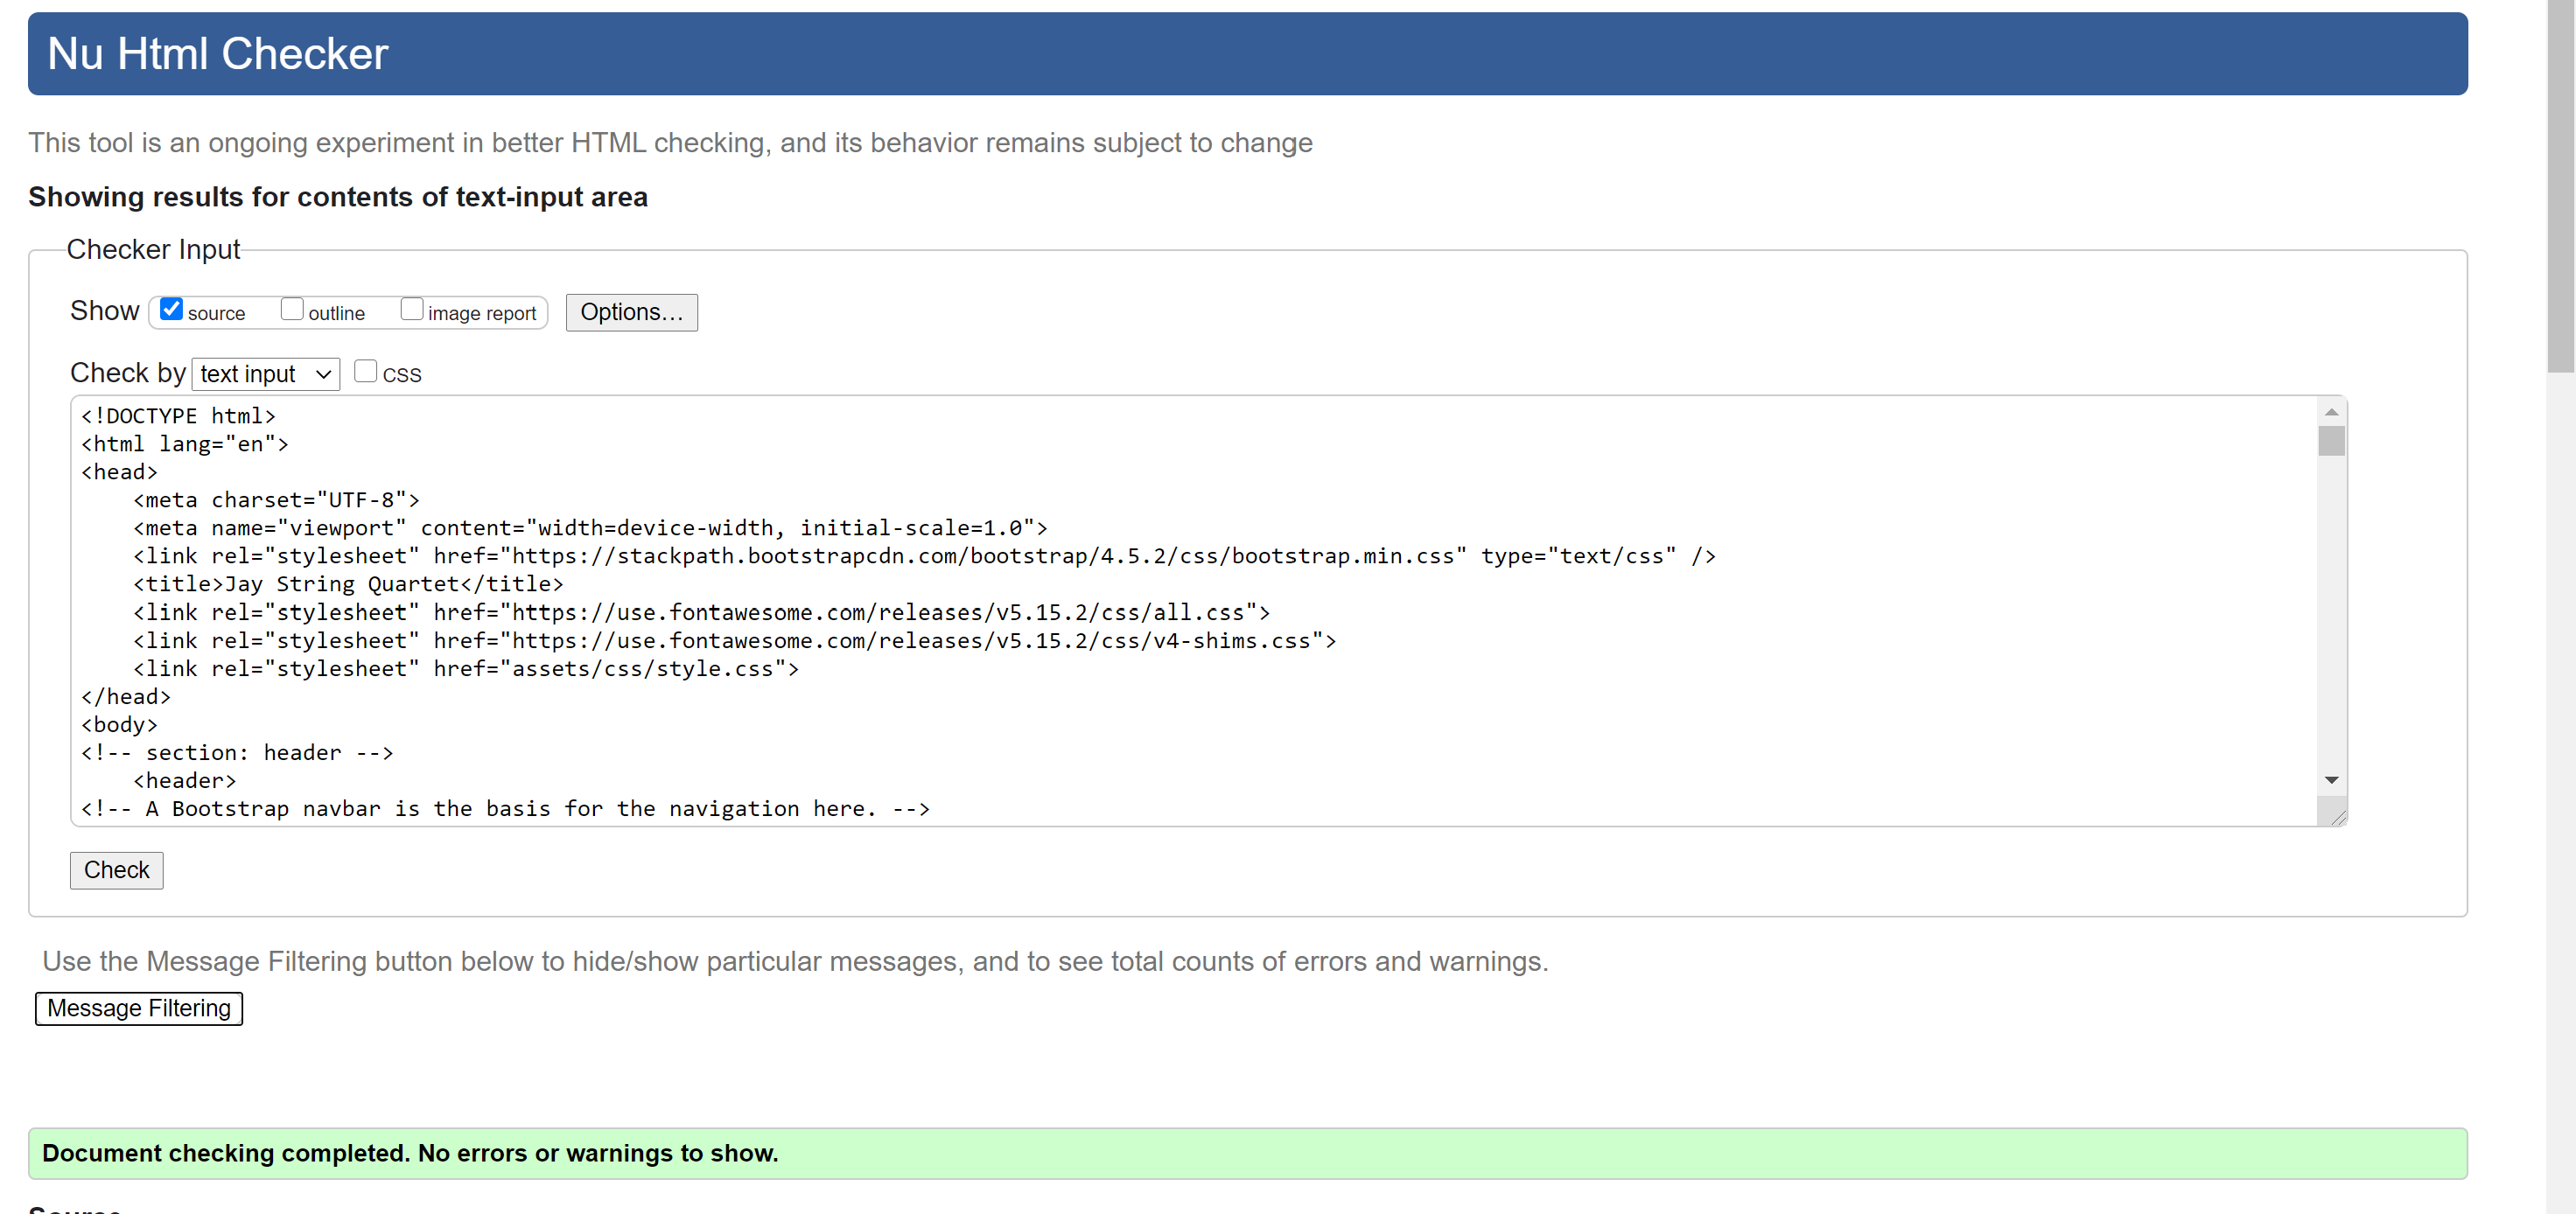 Nu Html Checker
This tool is an ongoing experiment in better HTML checking, and its behavior remains subject to change
Showing results for contents of text-input area
Checker Input
Show source outline image report Options...
Check by text input CSS
<!DOCTYPE html>
<html lang="en">
<head>
    <meta charset="UTF-8">
    <meta name="viewport" content="width=device-width, initial-scale=1.0">
    <link rel="stylesheet" href="https://stackpath.bootstrapcdn.com/bootstrap/4.5.2/css/bootstrap.min.css" type="text/css" />
    <title>Jay String Quartet</title>
    <link rel="stylesheet" href="https://use.fontawesome.com/releases/v5.15.2/css/all.css">
    <link rel="stylesheet" href="https://use.fontawesome.com/releases/v5.15.2/css/v4-shims.css">
    <link rel="stylesheet" href="assets/css/style.css">
</head>
<body>
<!-- section: header -->
    <header>
<!-- A Bootstrap navbar is the basis for the navigation here. -->
Check
Use the Message Filtering button below to hide/show particular messages, and to see total counts of errors and warnings.
Message Filtering
Document checking completed. No errors or warnings to show.
Source